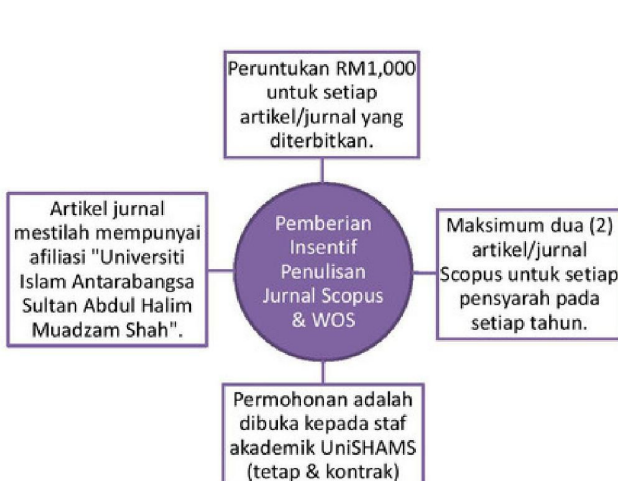 Peruntukan RM1,000
untuk setiap
artikel/jurnal yang
diterbitkan.
Artikel jurnal
mestilah mempunyai
afiliasi "Universiti
Islam Antarabangsa
Sultan Abdul Halim
Muadzam Shah".
Pemberian
Insentif
Penulisan
Jurnal Scopus
& WOS
Maksimum dua (2)
artikel/jurnal
Scopus untuk setiap
pensyarah pada
setiap tahun.
Permohonan adalah
dibuka kepada staf
akademik UniSHAMS
(tetap & kontrak)